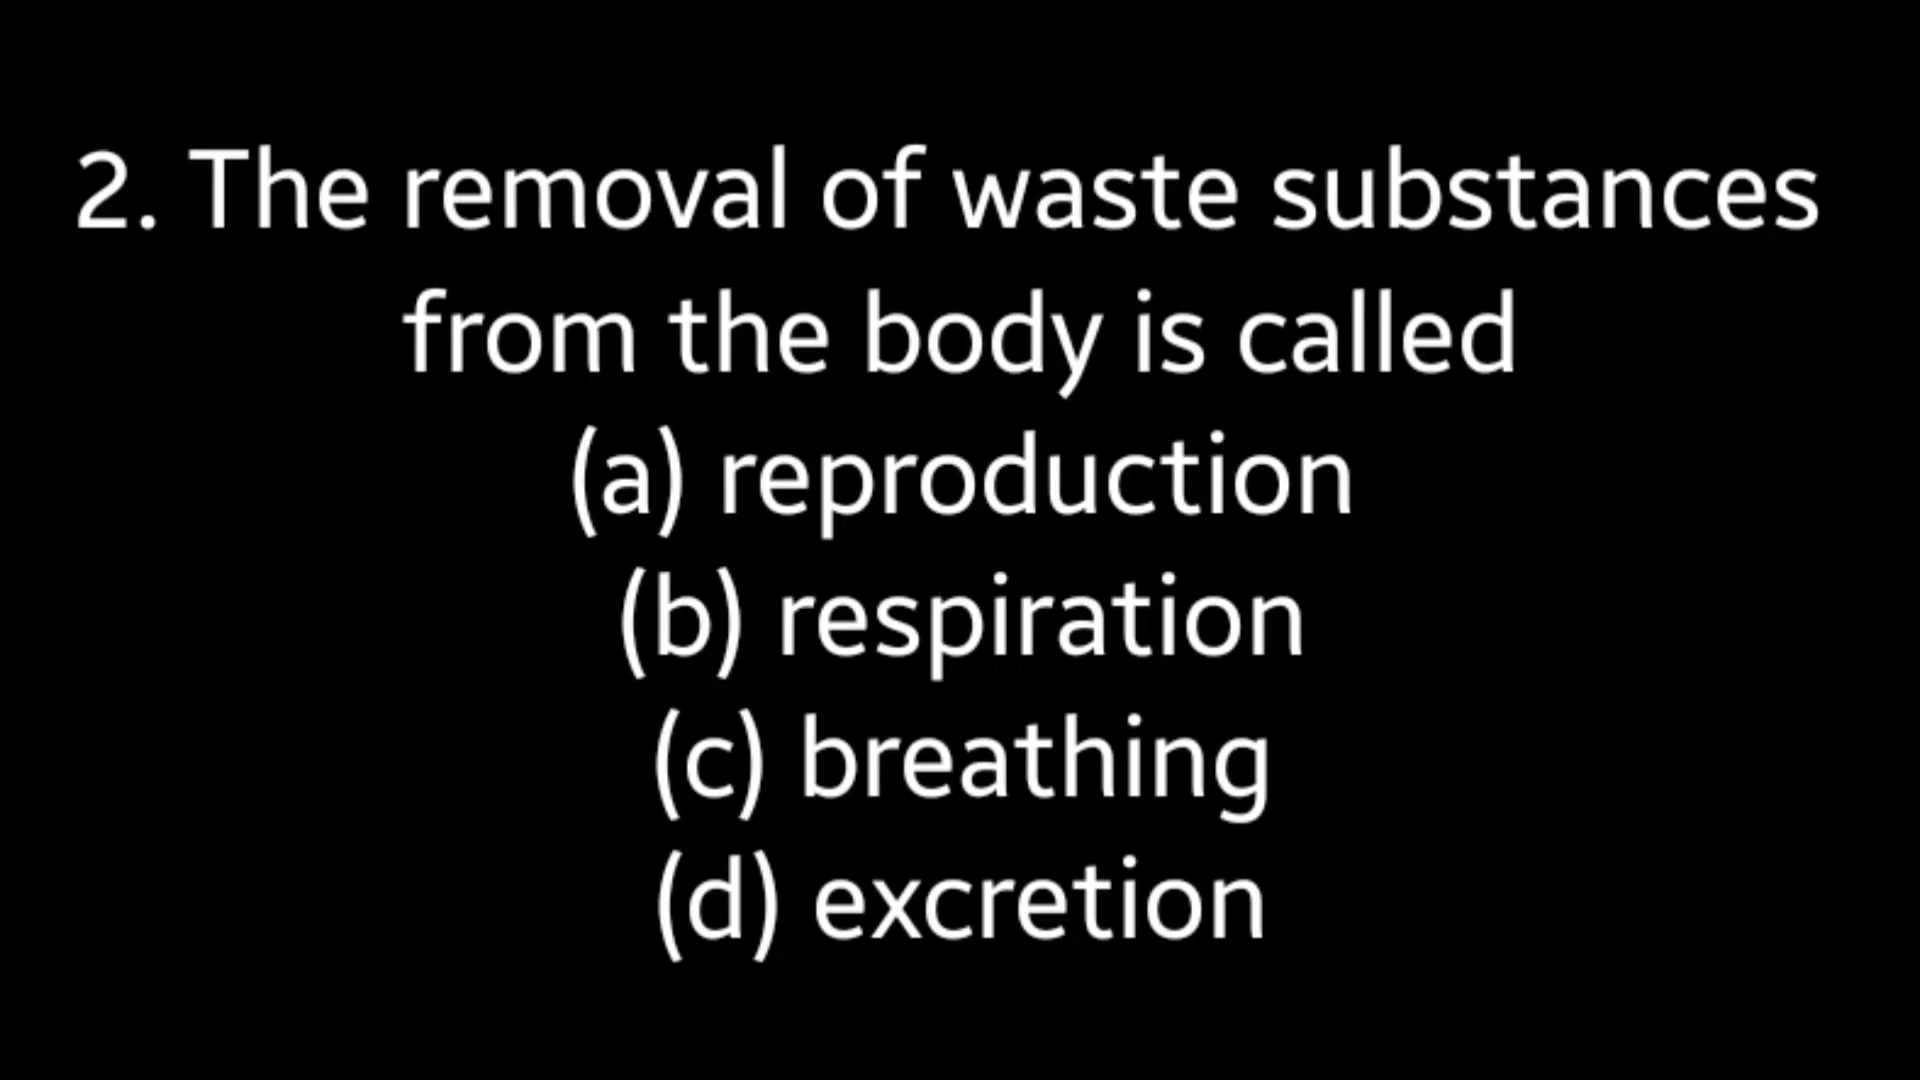 2. The removal of waste substances
from the body is called
(a) reproduction
(b) respiration
(c) breathing
(d) excretion